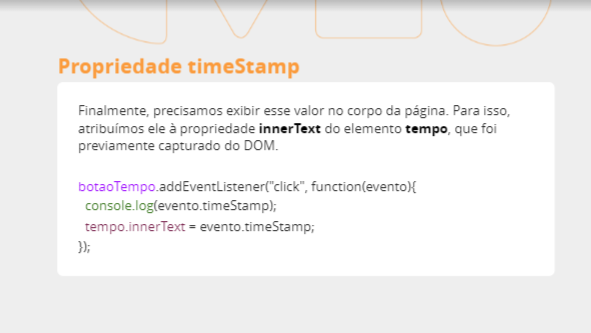 Propriedade timeStamp
Finalmente, precisamos exibir esse valor no corpo da página. Para isso,
atribuímos ele à propriedade innerText do elemento tempo, que foi
previamente capturado do DOM.
botaoTempo.addEventListener("click", function(evento){
console.log(evento.timeStamp);
tempo.innerText = evento.timeStamp;
});